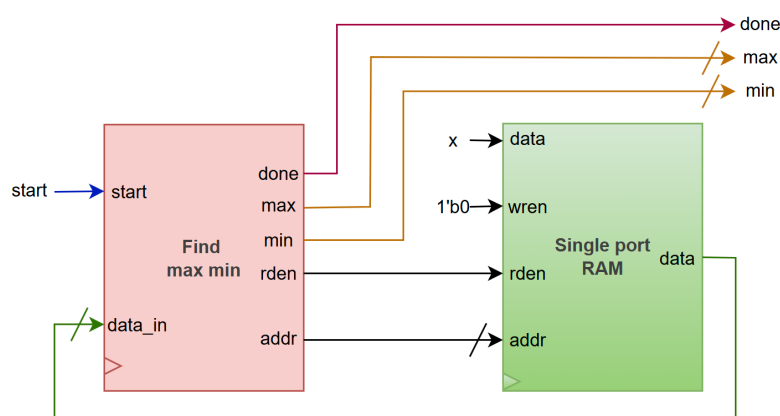 done
max
min
x
data
1'b0
wren
rden
addr
Single port
RAM
data
start
start
done
max
min
rden
addr
Find
max min
data_in